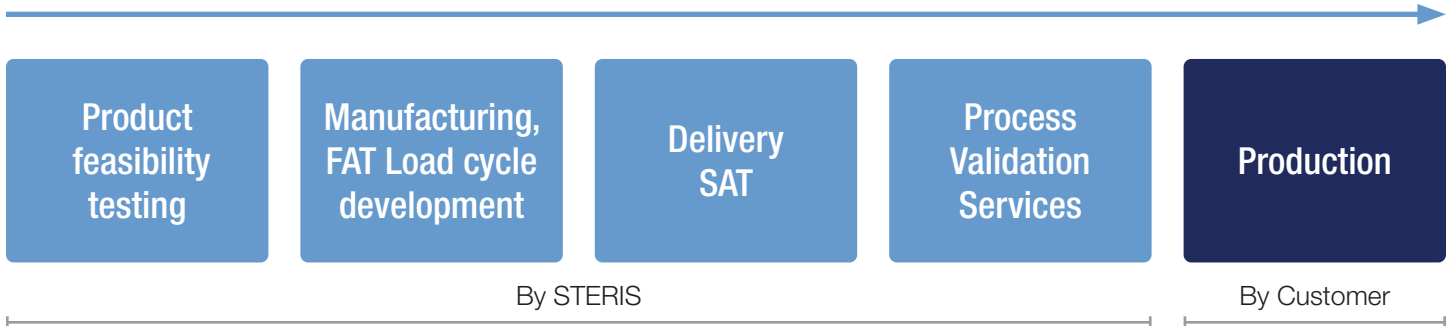 Product
feasibility
testing
Manufacturing,
FAT Load cycle
development
Delivery
SAT
Process
Validation
Services
Production
By STERIS
By Customer